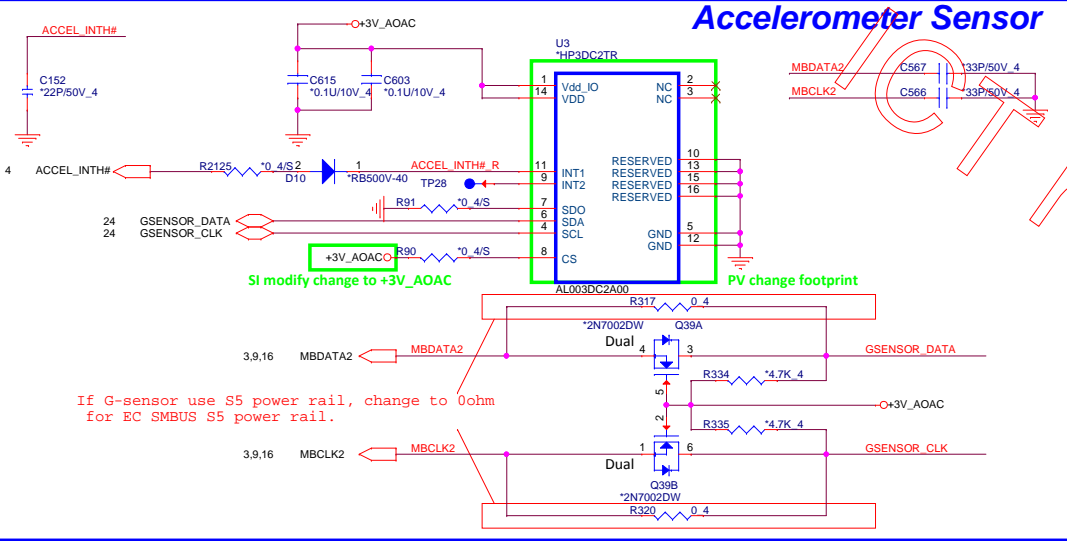 Accelerometer Sensor
ACCEL_INTH#
C152
*22P/50V_4
+3V_AOAC
C615
*0.1U/10V_4
C603
*0.1U/10V_4
U3
*HP3DC2TR
1
14
Vdd_IO
VDD
NC
NC
2
3
MBDATA2
C567
*33P/50V_4
MBCLK2
C566
*33P/50V_4
4
ACCEL_INTH#
R2125
*0_4/S
2
D10
1
*RB500V-40
ACCEL_INTH#_R
TP28
11
9
INT1
INT2
RESERVED
RESERVED
RESERVED
RESERVED
10
13
15
16
R91
*0_4/S
7
6
4
SDO
SDA
SCL
24
GSENSOR_DATA
24
GSENSOR_CLK
GND
GND
5
12
+3V_AOAC
R90
*0_4/S
8
CS
SI modify change to +3V_AOAC
PV change footprint
AL003DC2A00
R317
0_4
*2N7002DW
Q39A
Dual
4
3
5
3,9,16
MBDATA2
MBDATA2
GSENSOR_DATA
R334
*4.7K_4
+3V_AOAC
If G-sensor use S5 power rail, change to 0ohm
for EC SMBUS S5 power rail.
2
R335
*4.7K_4
3,9,16
MBCLK2
MBCLK2
1
6
GSENSOR_CLK
Dual
Q39B
*2N7002DW
R320
0_4